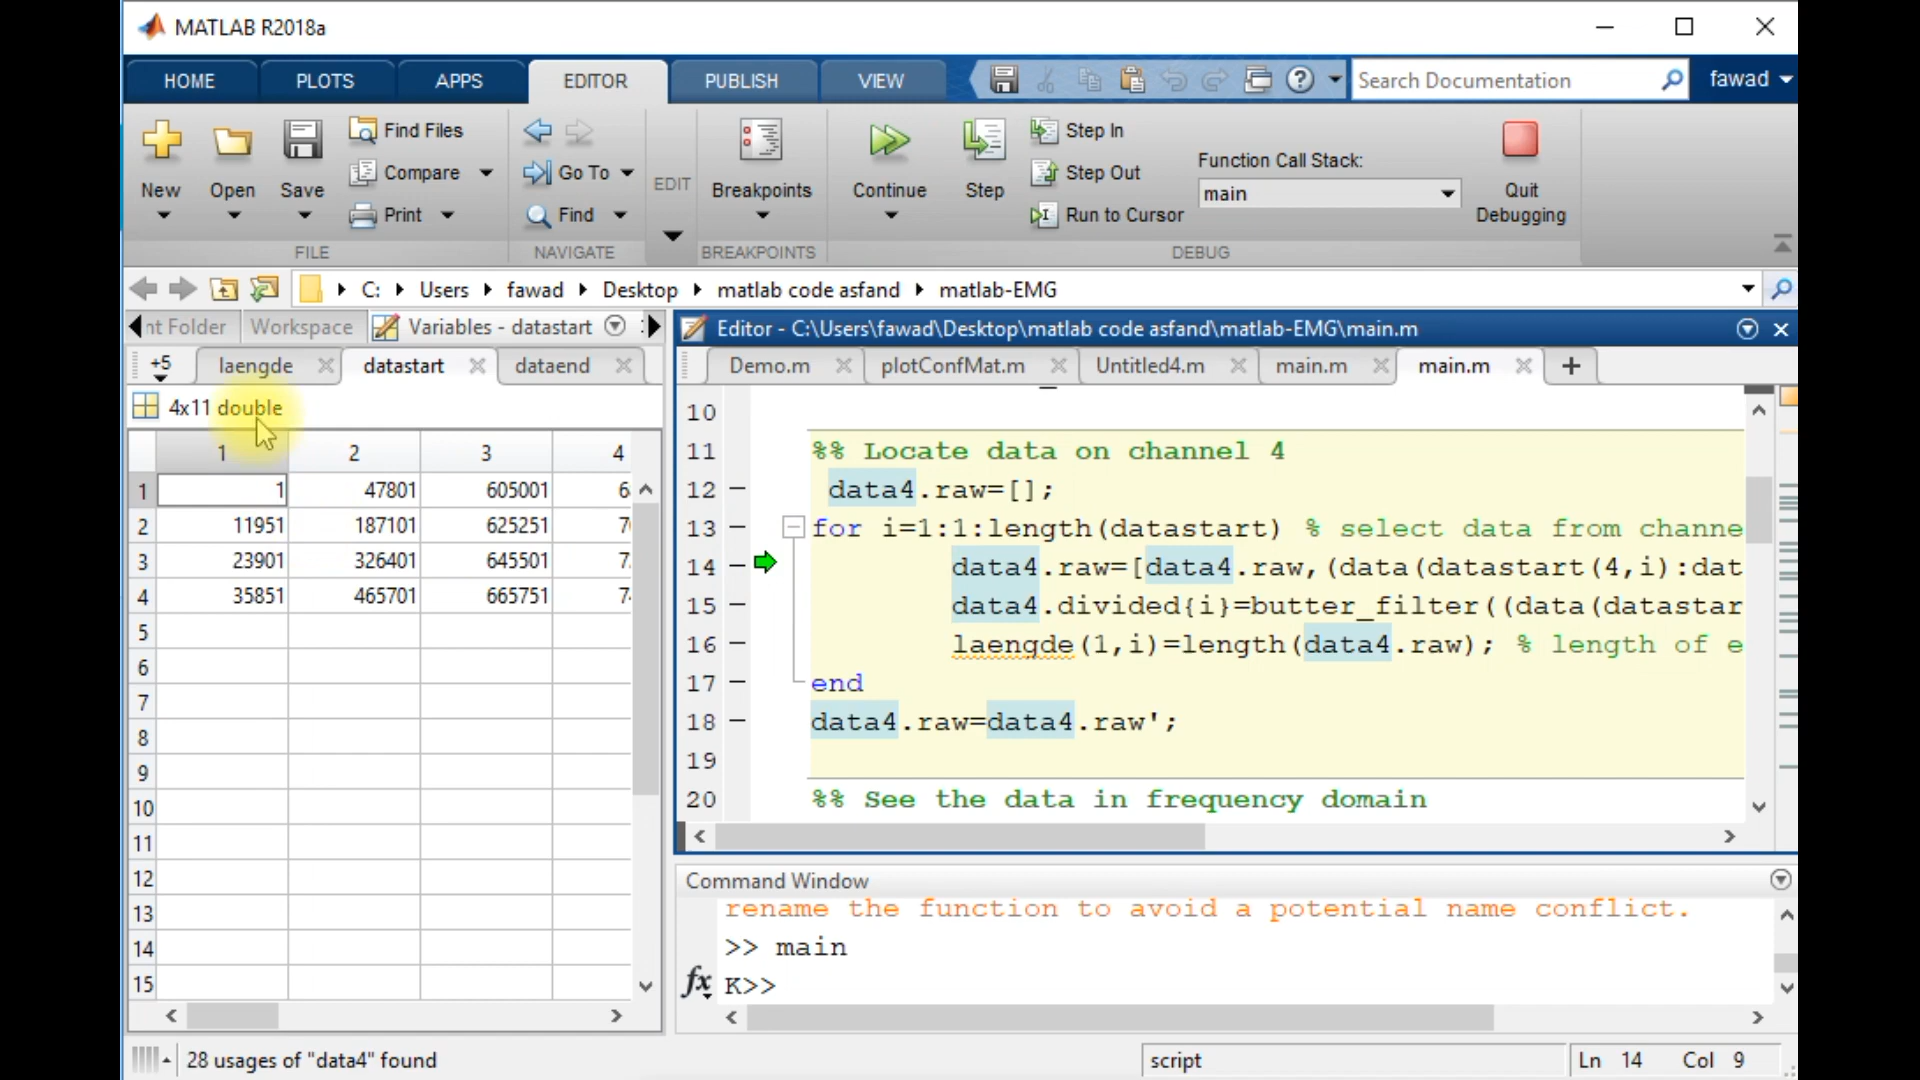 MATLAB R2018a
HOME PLOTS APPS EDITOR PUBLISH VIEW Search Documentation fawad
New Open Save Find Files Compare Print
FILE
Go To Find
NAVIGATE
EDIT
Breakpoints
BREAKPOINTS
Continue Step Step In Step Out Run to Cursor
Function Call Stack:
main
Quit Debugging
DEBUG
C: Users fawad Desktop matlab code asfand matlab-EMG
nt Folder Workspace Variables - datastart
+5 laengde datastart dataend
4x11 double
1 2 3 4
1 1 47801 605001
2 11951 187101 625251
3 23901 326401 645501
4 35851 465701 665751
5
6
7
8
9
10
11
12
13
14
15
Editor - C:\Users\fawad\Desktop\matlab code asfand\matlab-EMG\main.m
Demo.m plotConfMat.m Untitled4.m main.m main.m +
10
11 %% Locate data on channel 4
12 – data4.raw=[];
13 – for i=1:1:length(datastart) % select data from channe
14 – data4.raw=[data4.raw,(data(datastart(4,i):dat
15 – data4.divided{i}=butter_filter((data(datastar
16 – laengde(1,i)=length(data4.raw); % length of e
17 – end
18 – data4.raw=data4.raw';
19
20 %% See the data in frequency domain
Command Window
rename the function to avoid a potential name conflict.
>> main
fx K>>
28 usages of "data4" found
script
Ln 14 Col 9